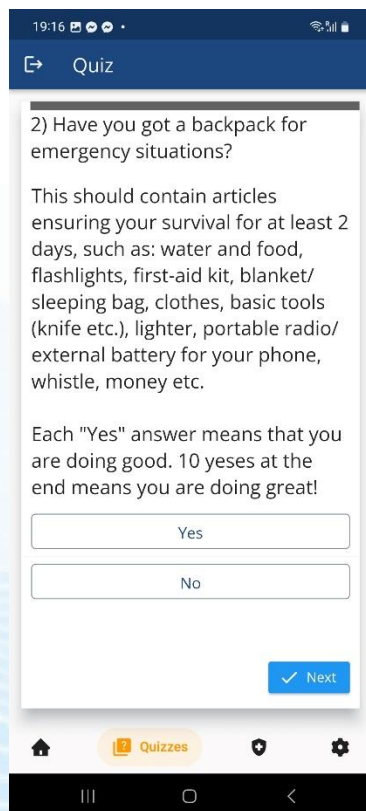 19:16
Quiz
2) Have you got a backpack for
emergency situations?
This should contain articles
ensuring your survival for at least 2
days, such as: water and food,
flashlights, first-aid kit, blanket/
sleeping bag, clothes, basic tools
(knife etc.), lighter, portable radio/
external battery for your phone,
whistle, money etc.
Each "Yes" answer means that you
are doing good. 10 yeses at the
end means you are doing great!
Yes
No
Next
Quizzes